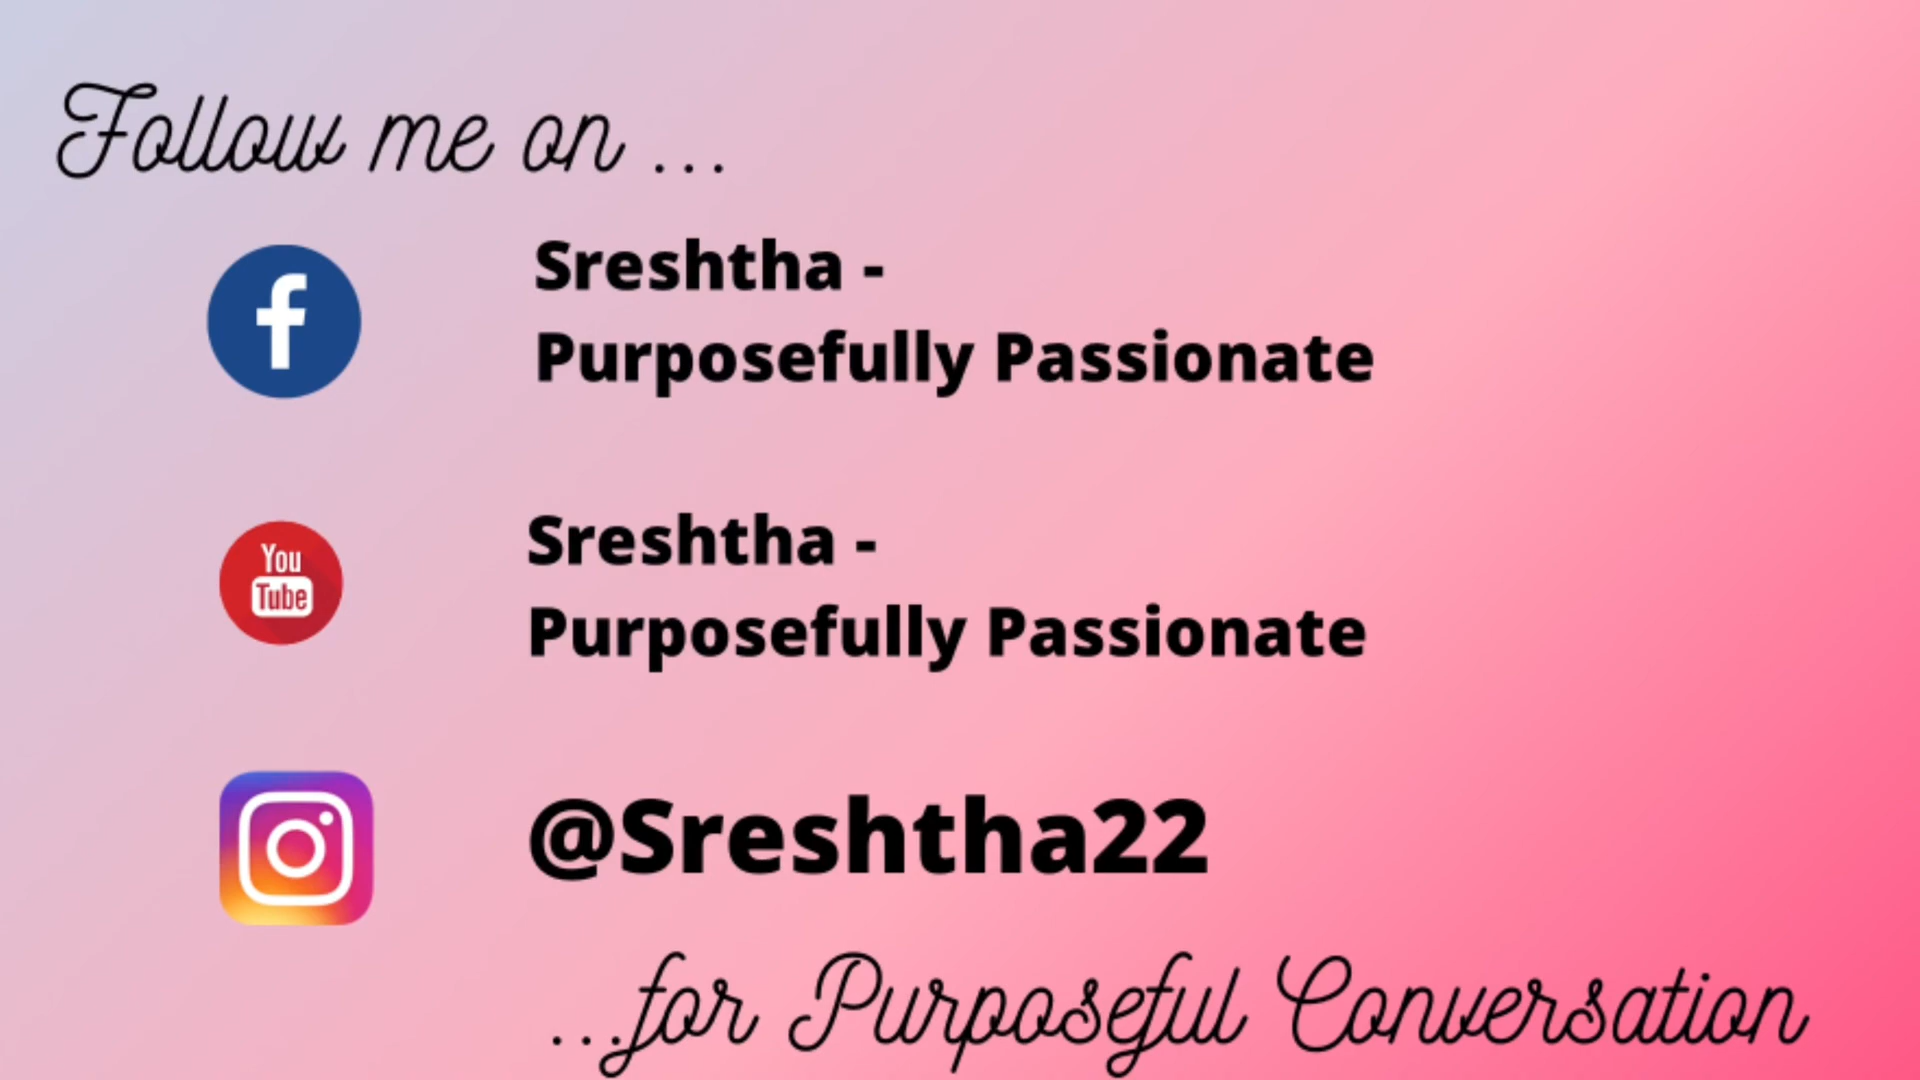 Follow me on ...
f
Sreshtha -
Purposefully Passionate
You
Tube
Sreshtha -
Purposefully Passionate
@Sreshtha22
...for Purposeful Conversation